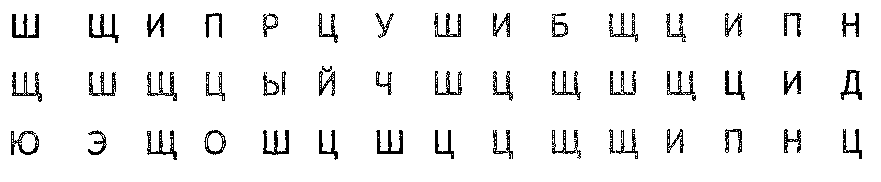 Ш Щ И П Р Ц У Ш И Б Щ Ц И П Н
Щ Ш Щ Ц Ы Й Ч Ш Ц Щ Ш Щ Ц И Д
Ю Э Щ О Ш Ц Ш Ц Ц Щ Щ И П Н Ц